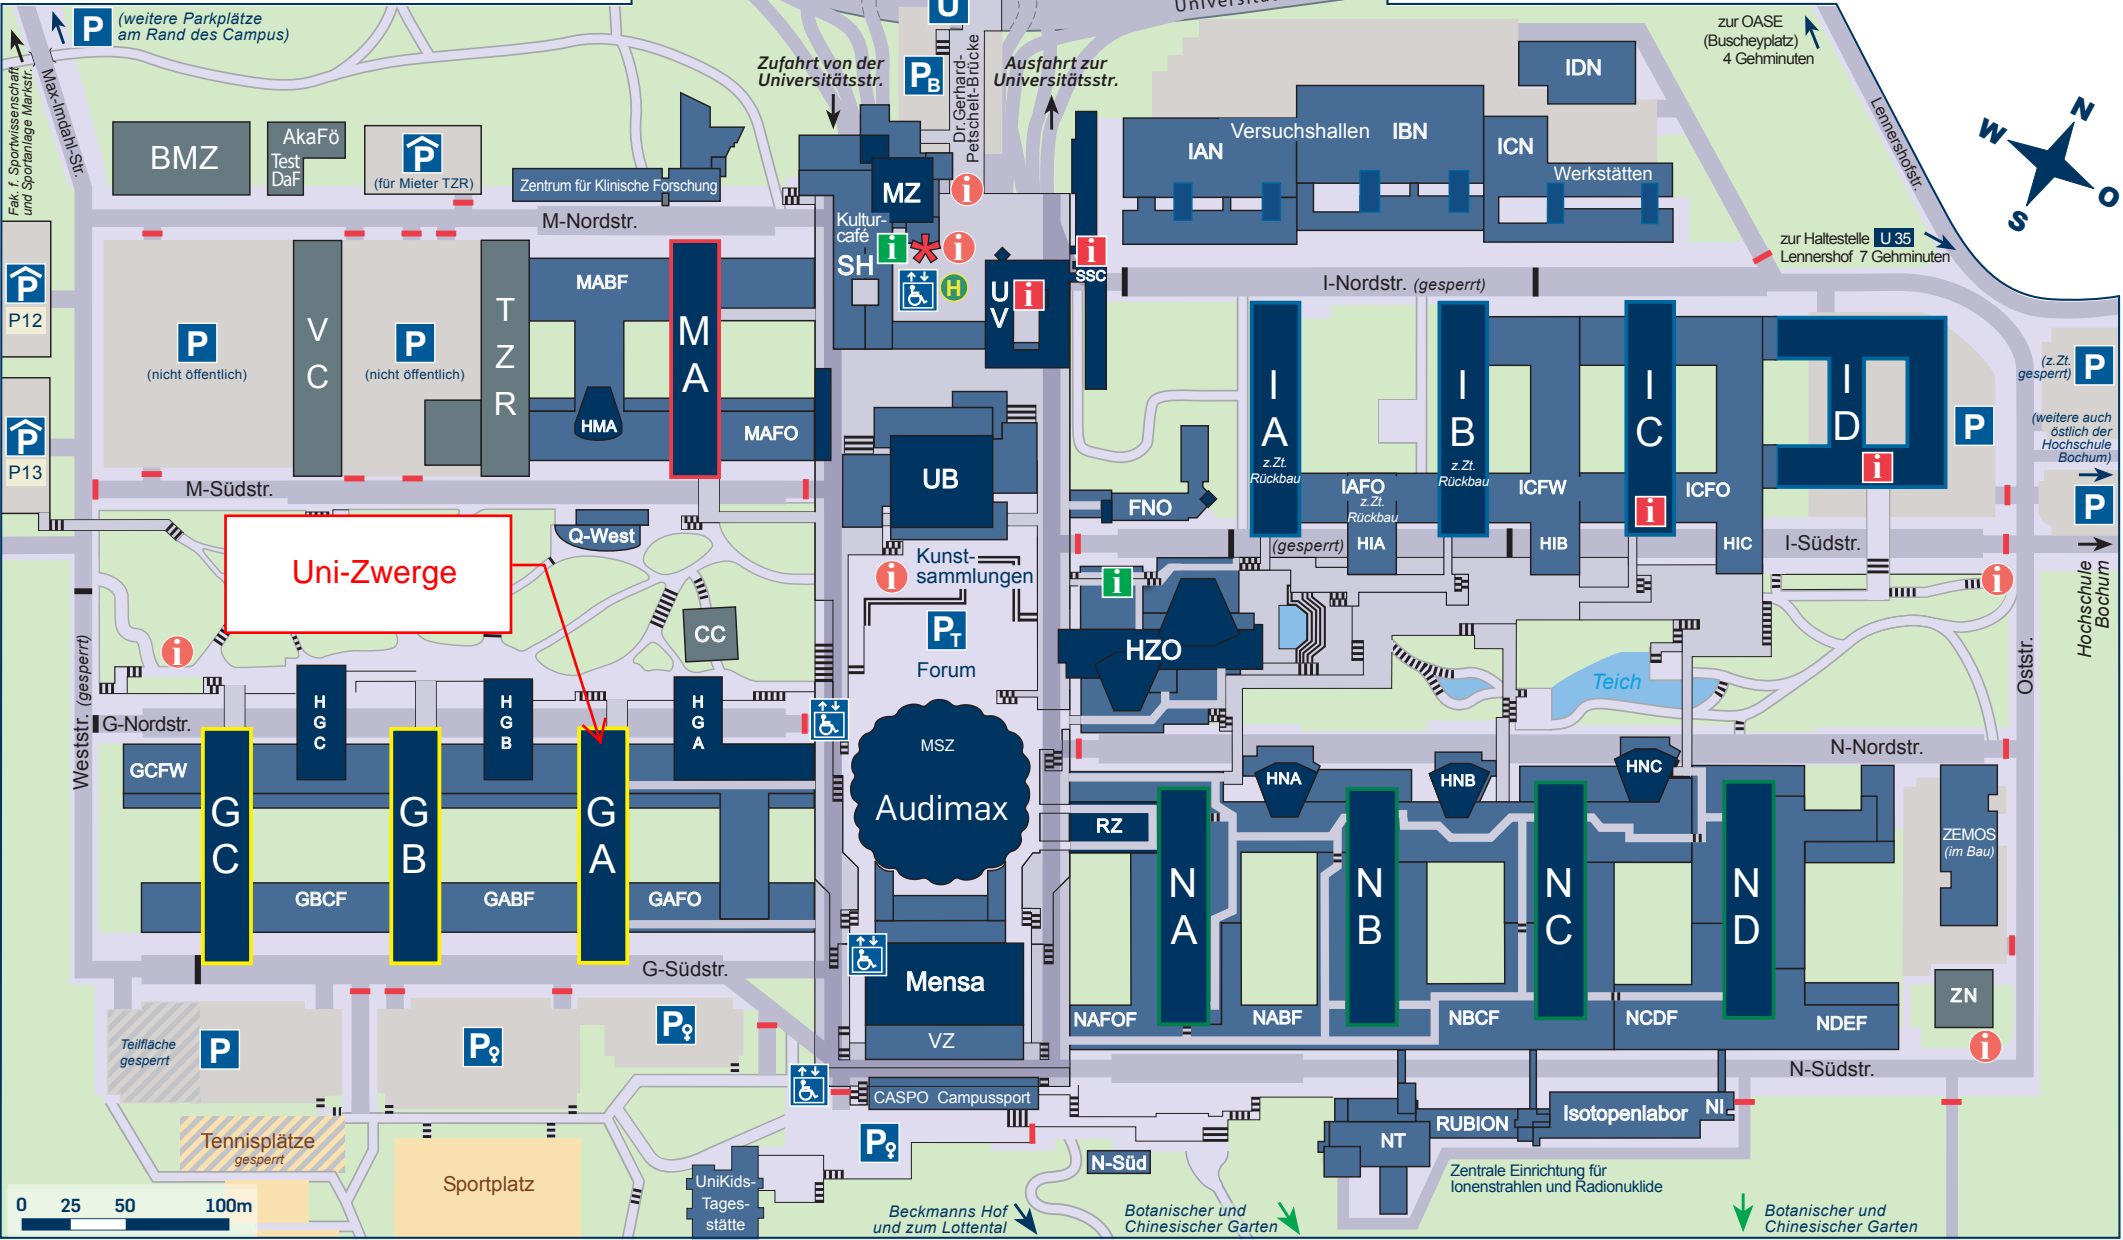 P
(weitere Parkplätze
am Rand des Campus)
U
Universitä
Fak. f. Sportwissenschaft
und Sportanlage Markstr.
Max-Imdahl-Str.
Zufahrt von der
Universitätsstr.
PB
Dr.Gerhard-
Petschelt-Brücke
Ausfahrt zur
Universitätsstr.
zur OASE
(Buscheyplatz)
4 Gehminuten
Lennershofstr.
N
W
O
S
BMZ
AkaFö
Test
DaF
P
(für Mieter TZR)
Zentrum für Klinische Forschung
MZ
i
IAN
Versuchshallen
IBN
ICN
IDN
Werkstätten
M-Nordstr.
Kultur-
café
i
i
SH
H
U
V
i
i
SSC
I-Nordstr. (gesperrt)
zur Haltestelle U 35
Lennershof 7 Gehminuten
P
P12
P
P13
P
(nicht öffentlich)
V
C
P
(nicht öffentlich)
T
Z
R
MABF
HMA
M
A
MAFO
M-Südstr.
UB
FNO
I
A
z.Zt.
Rückbau
IAFO
z.Zt.
Rückbau
HIA
I
B
z.Zt.
Rückbau
ICFW
HIB
I
C
i
ICFO
HIC
I
D
i
P
(z.Zt.
gesperrt)
P
(weitere auch
östlich der
Hochschule
Bochum)
P
(gesperrt)
I-Südstr.
Hochschule
Bochum
Uni-Zwerge
Q-West
CC
Kunst-
sammlungen
i
PT
Forum
i
HZO
Teich
i
Oststr.
i
Weststr. (gesperrt)
G-Nordstr.
H
G
C
H
G
B
H
G
A
GCFW
G
C
G
B
G
A
GBCF
GABF
GAFO
G-Südstr.
MSZ
Audimax
Mensa
VZ
CASPO Campussport
N-Nordstr.
HNA
HNB
HNC
RZ
N
A
N
B
N
C
N
D
NAFOF
NABF
NBCF
NCDF
NDEF
ZEMOS
(im Bau)
ZN
i
N-Südstr.
Teilfläche
gesperrt
P
P
P
P
Tennisplätze
gesperrt
Sportplatz
UniKids-
Tages-
stätte
N-Süd
NT
RUBION
Isotopenlabor
NI
Zentrale Einrichtung für
Ionenstrahlen und Radionuklide
0 25 50 100m
Beckmanns Hof
und zum Lottental
Botanischer und
Chinesischer Garten
Botanischer und
Chinesischer Garten